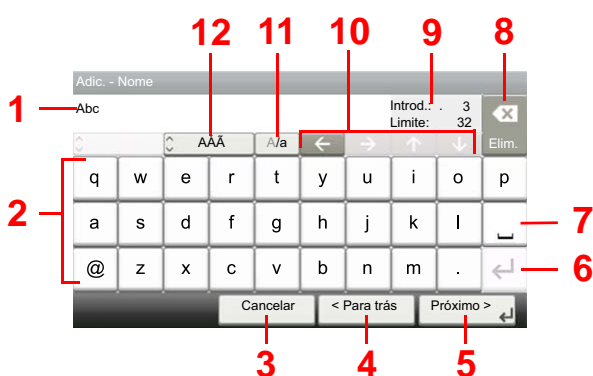 12 11 10 9 8
Adic. - Nome
1 Abc Introd.: . 3
Limite: 32
AÀÃ A/a ← → ↑ ↓ Elim.
2 q w e r t y u i o p
a s d f g h j k l ⎵ 7
@ z x c v b n m . ↵ 6
Cancelar < Para trás Próximo > ↵
3 4 5